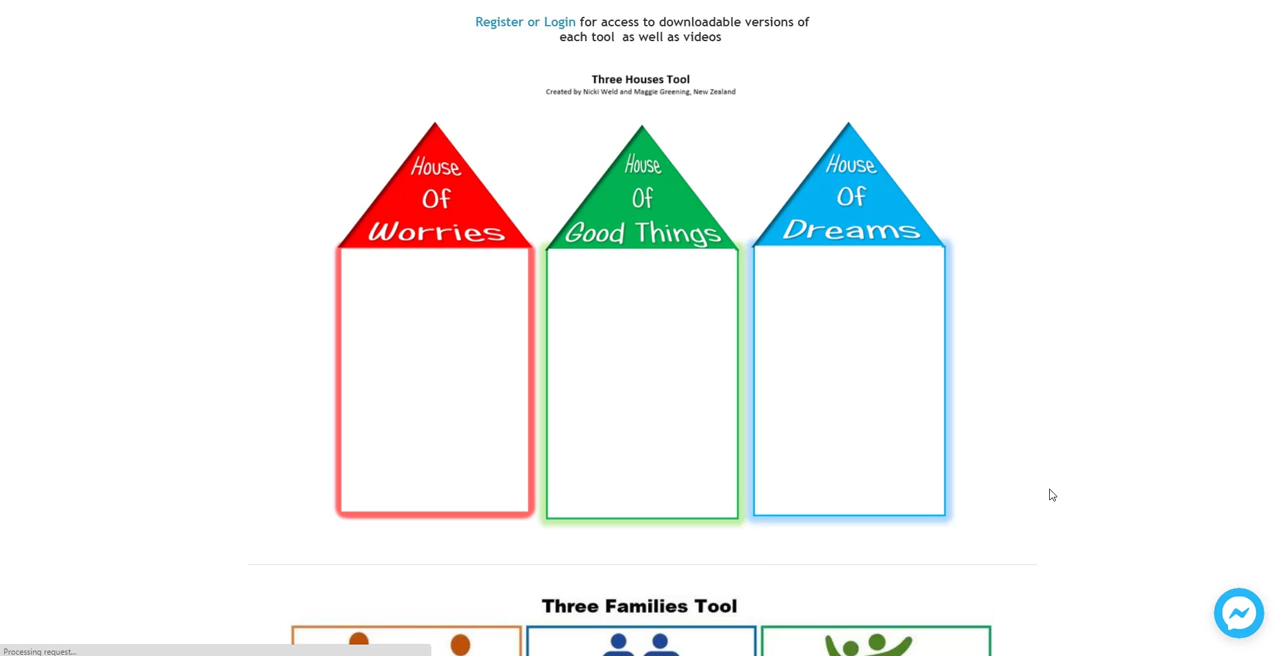 Register or Login for access to downloadable versions of
each tool as well as videos
Three Houses Tool
Created by Nicki Weld and Maggie Greening, New Zealand
House
Of
Worries
House
Of
Good Things
House
Of
Dreams
Three Families Tool
Processing request...